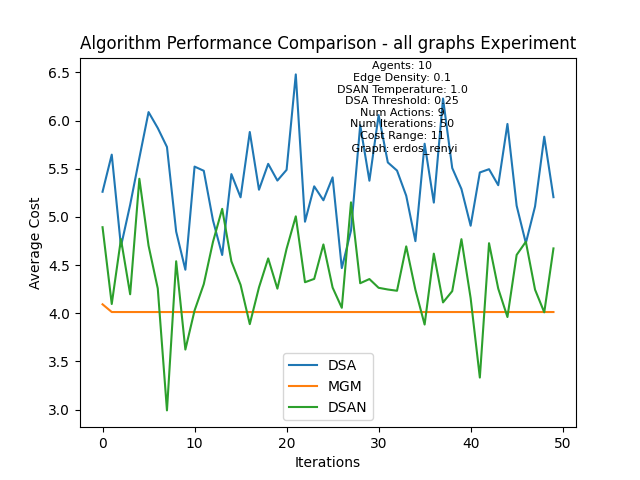 Algorithm Performance Comparison - all graphs Experiment
Agents: 10
Edge Density: 0.1
DSAN Temperature: 1.0
DSA Threshold: 0.25
Num Actions: 9
Num Iterations: 50
Cost Range: 11
Graph: erdos_renyi
Average Cost
6.5
6.0
5.5
5.0
4.5
4.0
3.5
3.0
DSA
MGM
DSAN
0 10 20 30 40 50
Iterations